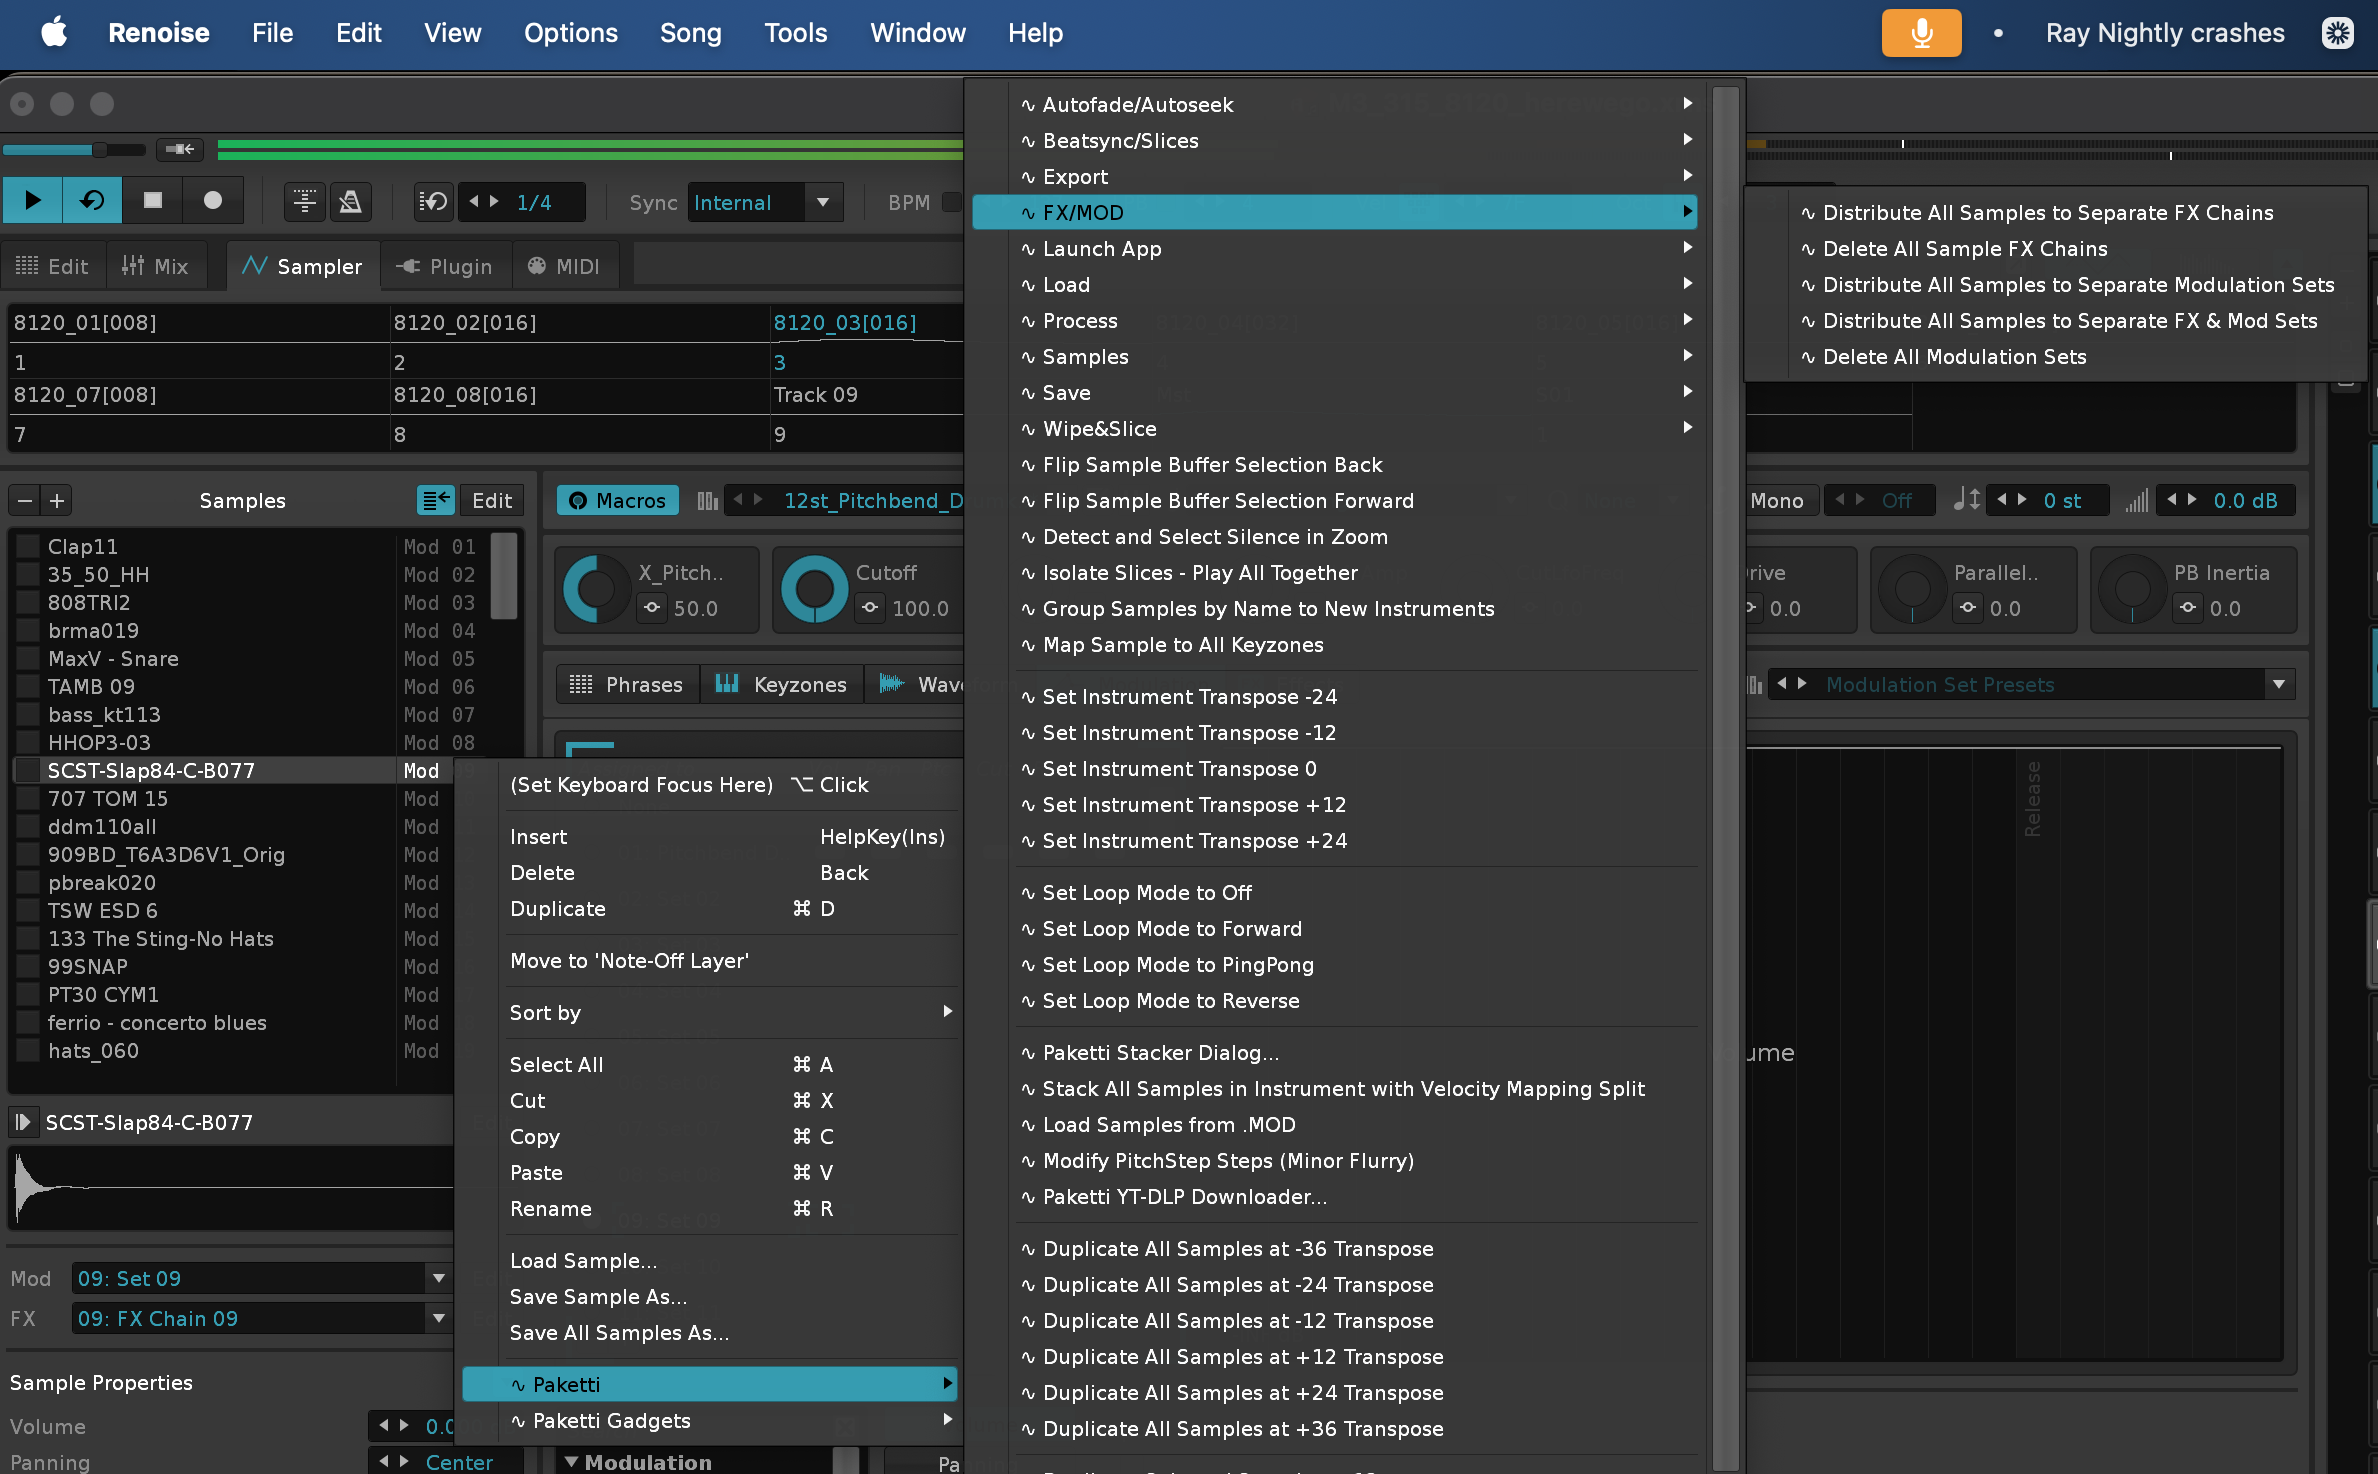 Renoise File Edit View Options Song Tools Window Help Ray Nightly crashes
1/4 Sync Internal BPM
Edit Mix Sampler Plugin MIDI
8120_01[008] 8120_02[016] 8120_03[016]
1 2 3
8120_07[008] 8120_08[016] Track 09
7 8 9
− + Samples Edit
Macros 12st_Pitchbend_D
Mono Off 0 st 0.0 dB
Clap11 Mod 01
35_50_HH Mod 02
808TRI2 Mod 03
brma019 Mod 04
MaxV - Snare Mod 05
TAMB 09 Mod 06
bass_kt113 Mod 07
HHOP3-03 Mod 08
SCST-Slap84-C-B077 Mod
707 TOM 15 Mod
ddm110all Mod
909BD_T6A3D6V1_Orig Mod
pbreak020 Mod
TSW ESD 6 Mod
133 The Sting-No Hats Mod
99SNAP Mod
PT30 CYM1 Mod
ferrio - concerto blues Mod
hats_060 Mod
SCST-Slap84-C-B077
Mod 09: Set 09
FX 09: FX Chain 09
Sample Properties
Volume 0.0
Panning Center
X_Pitch.. 50.0
Cutoff 100.0
rive 0.0
Parallel.. 0.0
PB Inertia 0.0
Phrases Keyzones Wave
Modulation Set Presets
Release
ume
Modulation
(Set Keyboard Focus Here) ⌥ Click
Insert HelpKey(Ins)
Delete Back
Duplicate ⌘ D
Move to 'Note-Off Layer'
Sort by
Select All ⌘ A
Cut ⌘ X
Copy ⌘ C
Paste ⌘ V
Rename ⌘ R
Load Sample...
Save Sample As...
Save All Samples As...
∿ Paketti
∿ Paketti Gadgets
∿ Autofade/Autoseek
∿ Beatsync/Slices
∿ Export
∿ FX/MOD
∿ Launch App
∿ Load
∿ Process
∿ Samples
∿ Save
∿ Wipe&Slice
∿ Flip Sample Buffer Selection Back
∿ Flip Sample Buffer Selection Forward
∿ Detect and Select Silence in Zoom
∿ Isolate Slices - Play All Together
∿ Group Samples by Name to New Instruments
∿ Map Sample to All Keyzones
∿ Set Instrument Transpose -24
∿ Set Instrument Transpose -12
∿ Set Instrument Transpose 0
∿ Set Instrument Transpose +12
∿ Set Instrument Transpose +24
∿ Set Loop Mode to Off
∿ Set Loop Mode to Forward
∿ Set Loop Mode to PingPong
∿ Set Loop Mode to Reverse
∿ Paketti Stacker Dialog...
∿ Stack All Samples in Instrument with Velocity Mapping Split
∿ Load Samples from .MOD
∿ Modify PitchStep Steps (Minor Flurry)
∿ Paketti YT-DLP Downloader...
∿ Duplicate All Samples at -36 Transpose
∿ Duplicate All Samples at -24 Transpose
∿ Duplicate All Samples at -12 Transpose
∿ Duplicate All Samples at +12 Transpose
∿ Duplicate All Samples at +24 Transpose
∿ Duplicate All Samples at +36 Transpose
∿ Distribute All Samples to Separate FX Chains
∿ Delete All Sample FX Chains
∿ Distribute All Samples to Separate Modulation Sets
∿ Distribute All Samples to Separate FX & Mod Sets
∿ Delete All Modulation Sets